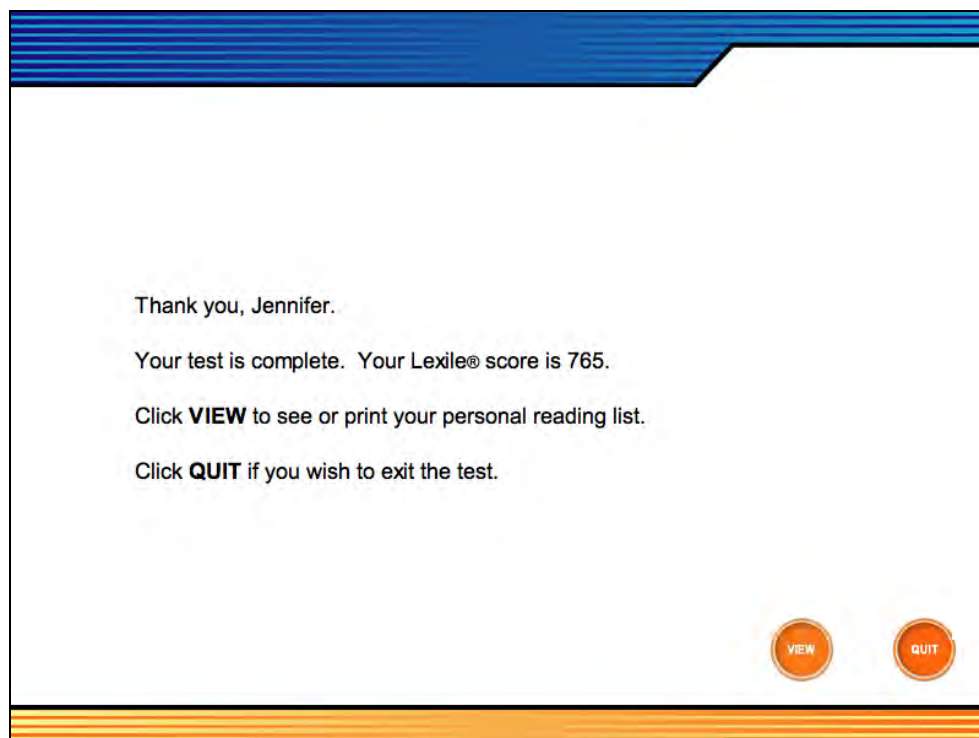 Thank you, Jennifer.
Your test is complete.  Your Lexile® score is 765.
Click VIEW to see or print your personal reading list.
Click QUIT if you wish to exit the test.
VIEW
QUIT